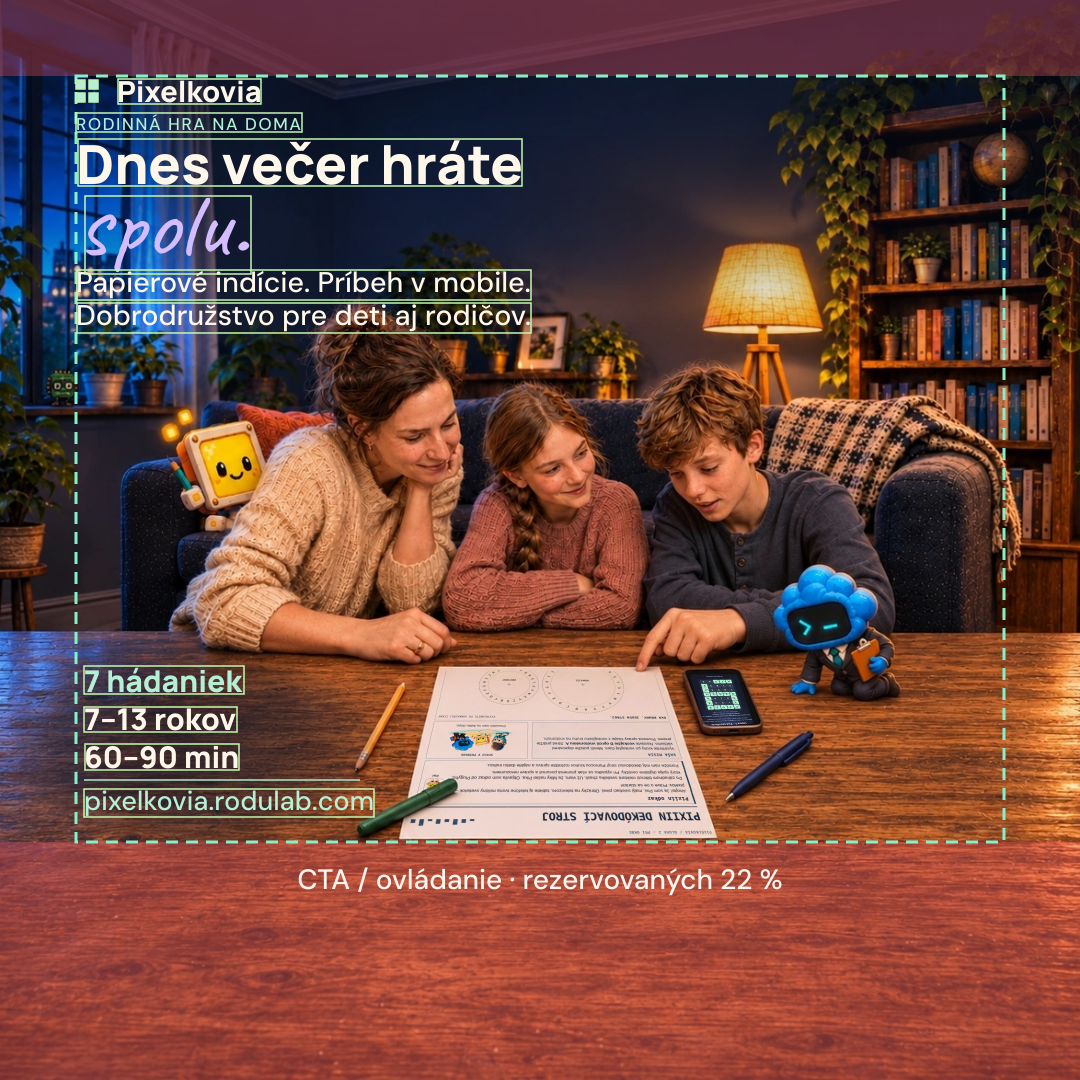 Pixelkovia
RODINNÁ HRA NA DOMA
Dnes večer hráte
spolu.
Papierové indície. Príbeh v mobile.
Dobrodružstvo pre deti aj rodičov.
7 hádaniek
7–13 rokov
60–90 min
pixelkovia.rodulab.com
PIXIIN DEKÓDOVACÍ STROJ
CTA / ovládanie · rezervovaných 22 %